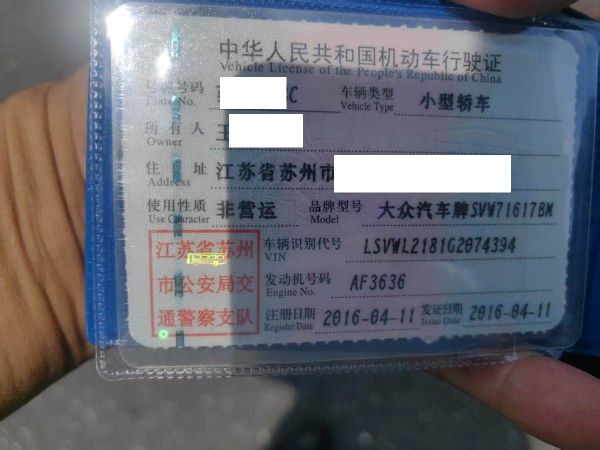 中华人民共和国机动车行驶证
Vehicle License of the People's Republic of China
号牌号码 C 车辆类型 小型轿车
Plate No. Vehicle Type
所有人 王
Owner
住址 江苏省苏州市
Address
使用性质 非营运 品牌型号 大众汽车牌SVW71617BM
Use Character Model
江苏省苏州 车辆识别代号 LSVWL2181G2074394
VIN
市公安局交 发动机号码 AF3636
Engine No.
通警察支队 注册日期 2016-04-11 发证日期 2016-04-11
Register Date Issue Date